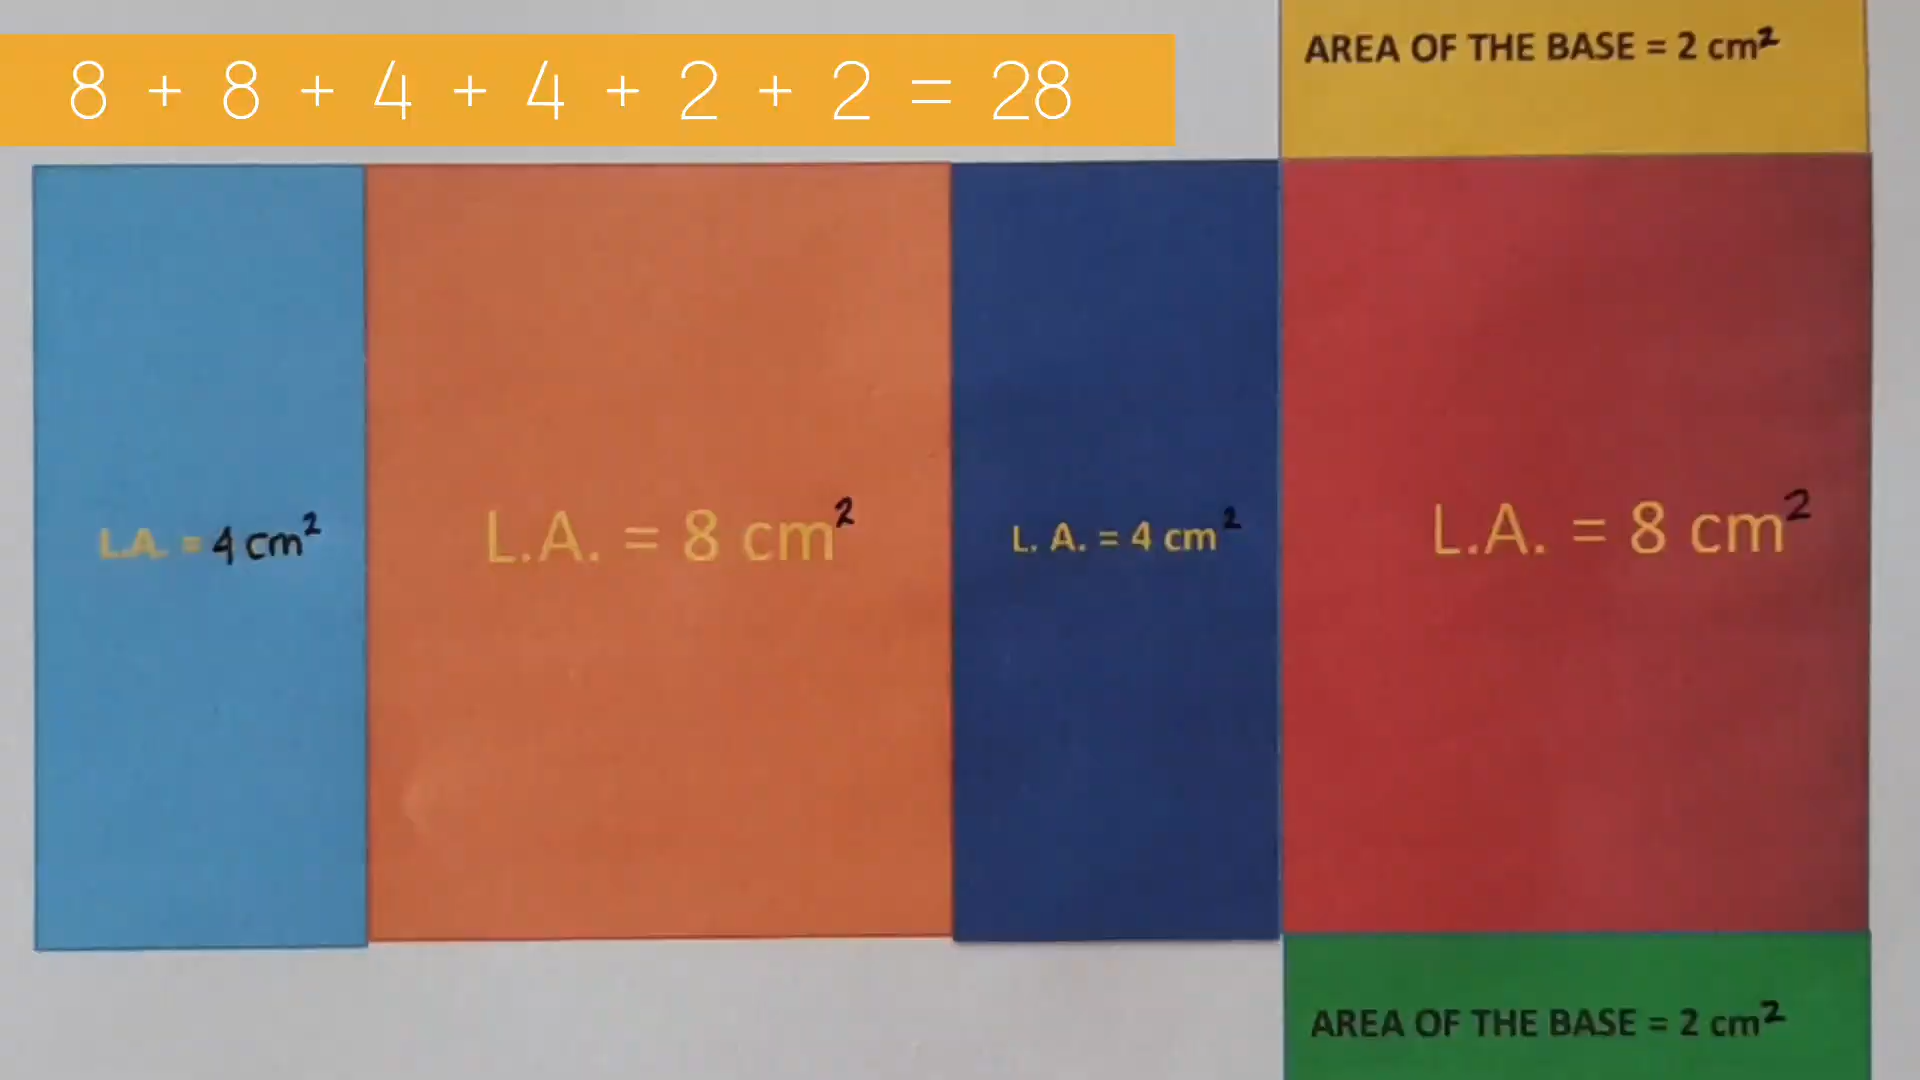 AREA OF THE BASE = 2 cm²
8 + 8 + 4 + 4 + 2 + 2 = 28
L.A. = 4 cm²
L.A. = 8 cm²
L. A. = 4 cm²
L.A. = 8 cm²
AREA OF THE BASE = 2 cm²